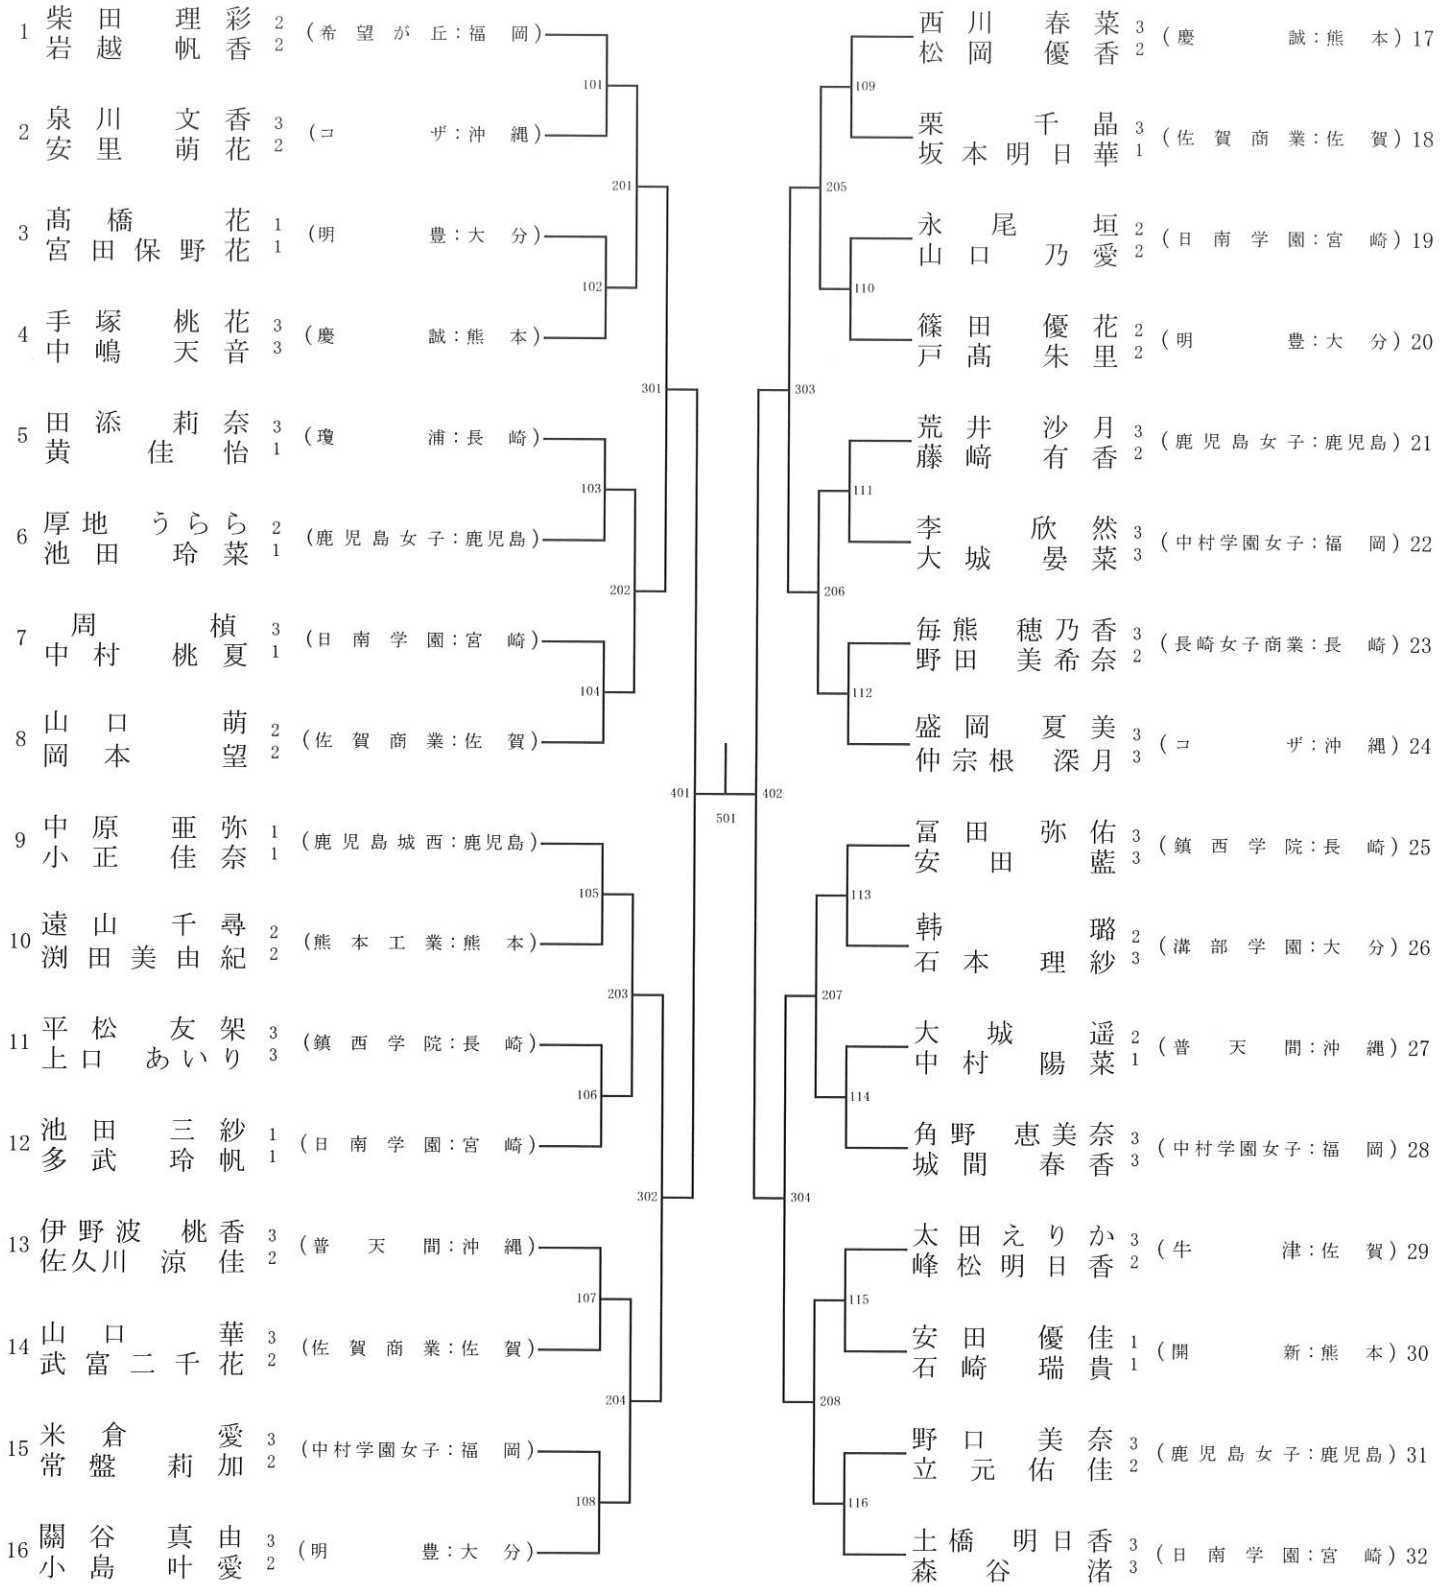 1 柴田 理彩 2 (希望が丘:福岡)
岩越 帆香 2
101
2 泉川 文香 3 (コザ:沖縄)
安里 萌花 2
201
3 髙橋 花 1 (明豊:大分)
宮田保野花 1
102
4 手塚 桃花 3 (慶誠:熊本)
中嶋 天音 3
301
5 田添 莉奈 3 (瓊浦:長崎)
黄 佳怡 1
103
6 厚地 うらら 2 (鹿児島女子:鹿児島)
池田 玲菜 1
202
7 周 楨 3 (日南学園:宮崎)
中村 桃夏 1
104
8 山口 萌 2 (佐賀商業:佐賀)
岡本 望 2
401
9 中原 亜弥 1 (鹿児島城西:鹿児島)
小正 佳奈 1
105
10 遠山 千尋 2 (熊本工業:熊本)
渕田美由紀 2
203
11 平松 友架 3 (鎮西学院:長崎)
上口 あいり 3
106
12 池田 三紗 1 (日南学園:宮崎)
多武 玲帆 1
302
13 伊野波 桃香 3 (普天間:沖縄)
佐久川 涼佳 2
107
14 山口 華 3 (佐賀商業:佐賀)
武富二千花 2
204
15 米倉 愛 3 (中村学園女子:福岡)
常盤 莉加 2
108
16 關谷 真由 3 (明豊:大分)
小島 叶愛 2
501
西川 春菜 3 (慶誠:熊本) 17
松岡 優香 2
109
栗 千晶 3 (佐賀商業:佐賀) 18
坂本明日華 1
205
永尾 垣 2 (日南学園:宮崎) 19
山口 乃愛 2
110
篠田 優花 2 (明豊:大分) 20
戸髙 朱里 2
303
荒井 沙月 3 (鹿児島女子:鹿児島) 21
藤﨑 有香 2
111
李 欣然 3 (中村学園女子:福岡) 22
大城 晏菜 3
206
毎熊 穂乃香 3 (長崎女子商業:長崎) 23
野田 美希奈 2
112
盛岡 夏美 3 (コザ:沖縄) 24
仲宗根 深月 3
402
冨田 弥佑 3 (鎮西学院:長崎) 25
安田 藍 3
113
韩 璐 2 (溝部学園:大分) 26
石本 理紗 3
207
大城 遥 2 (普天間:沖縄) 27
中村 陽菜 1
114
角野 恵美奈 3 (中村学園女子:福岡) 28
城間 春香 3
304
太田えりか 3 (牛津:佐賀) 29
峰松明日香 2
115
安田 優佳 1 (開新:熊本) 30
石崎 瑞貴 1
208
野口 美奈 3 (鹿児島女子:鹿児島) 31
立元佑佳 2
116
土橋 明日香 3 (日南学園:宮崎) 32
森谷 渚 3